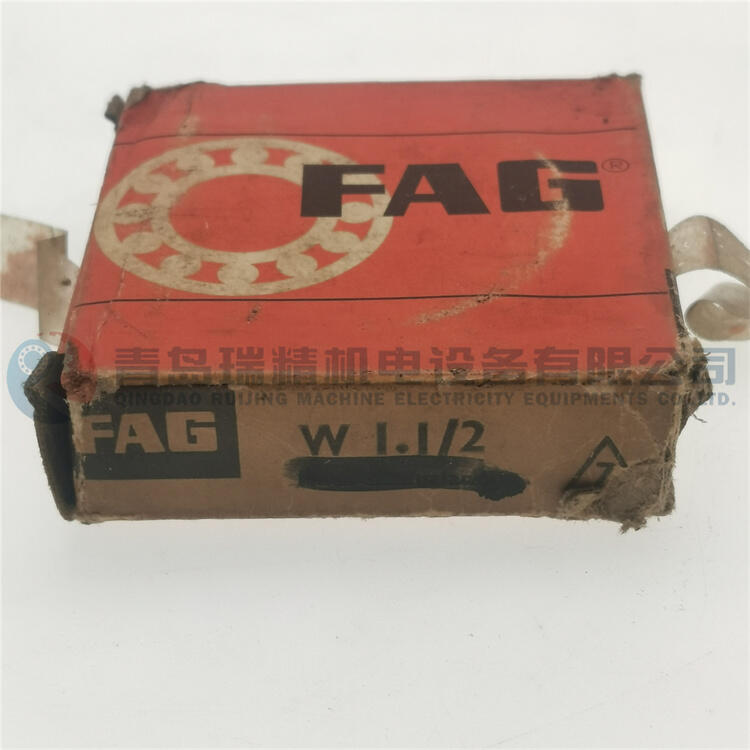 FAG®
青岛瑞精机电设备有限公司
QINGDAO RUIJING MACHINE ELECTRICITY EQUIPMENTS CO.,LTD.
FAG
W 1.1/2